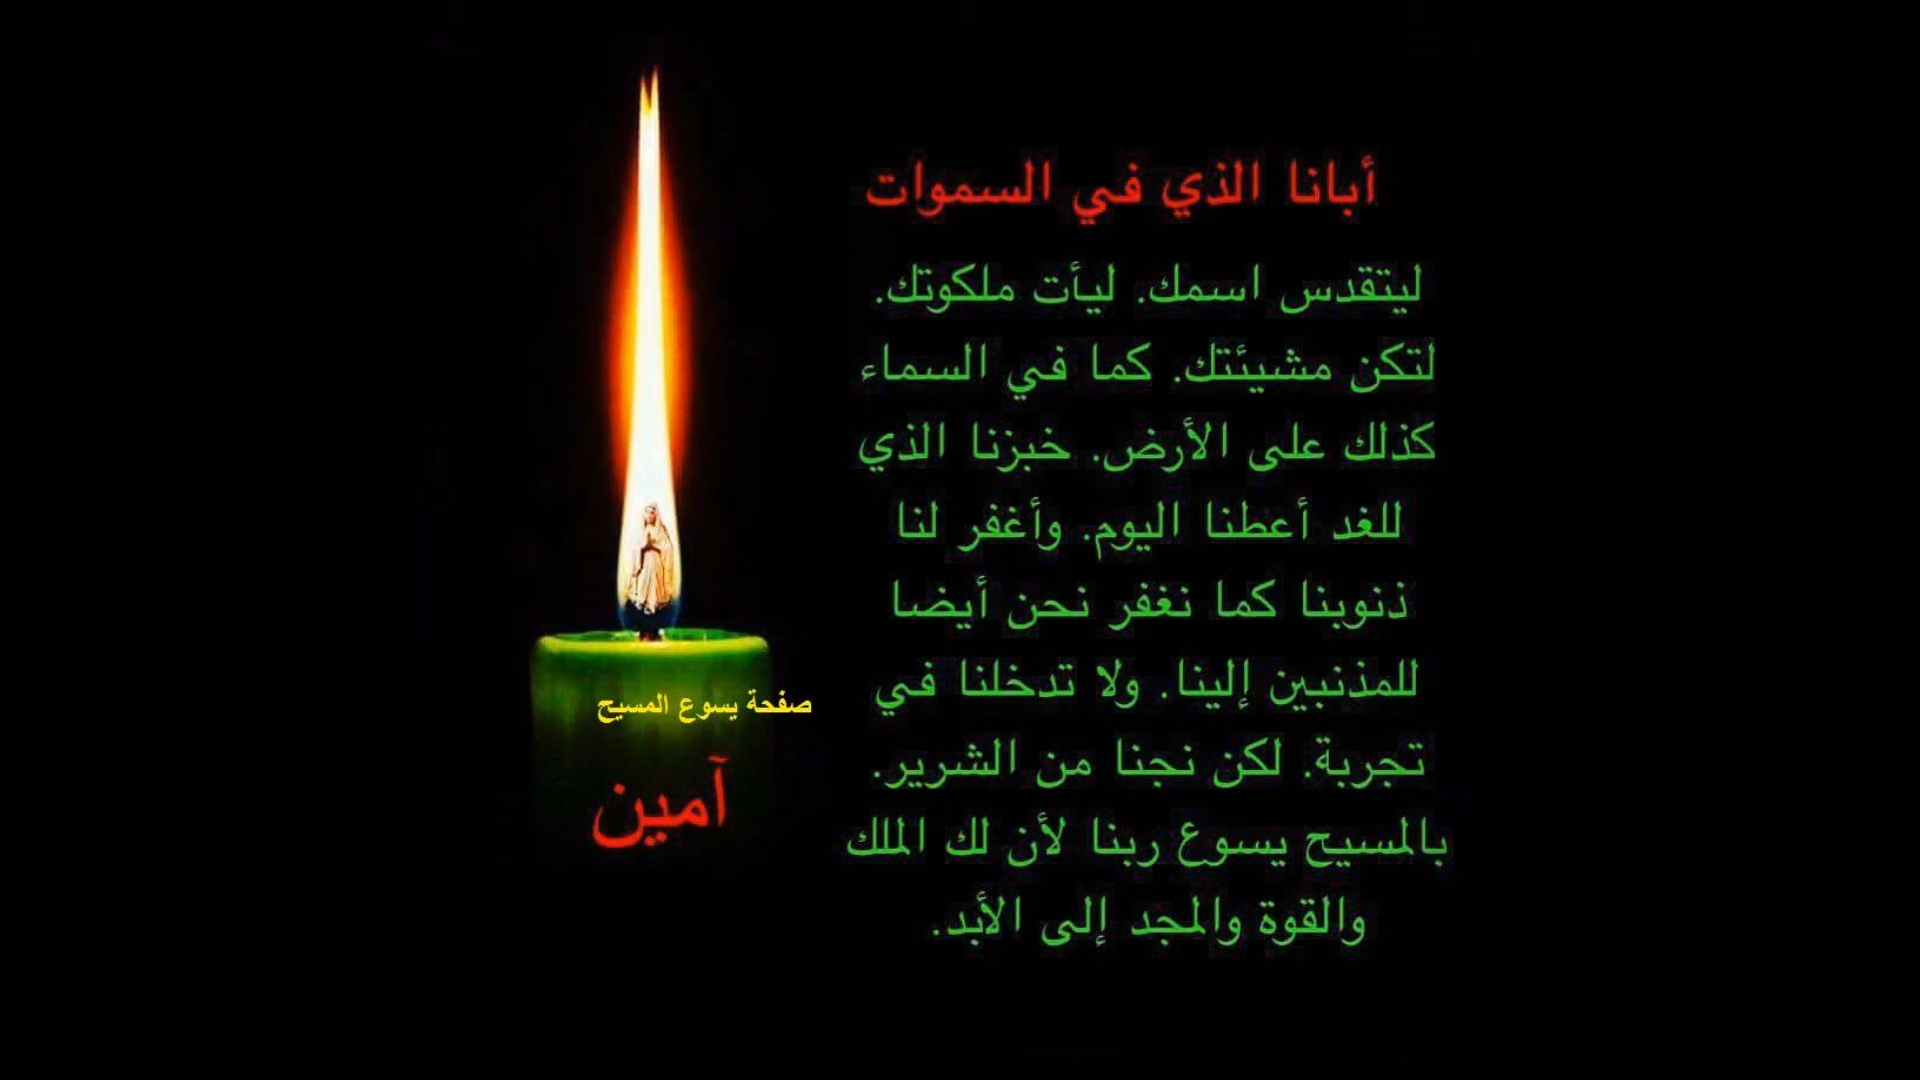 أبانا الذي في السموات
ليتقدس اسمك. ليأت ملكوتك.
لتكن مشيئتك. كما في السماء
كذلك على الأرض. خبزنا الذي
للغد أعطنا اليوم. وأغفر لنا
ذنوبنا كما نغفر نحن أيضا
للمذنبين إلينا. ولا تدخلنا في
تجربة. لكن نجنا من الشرير.
بالمسيح يسوع ربنا لأن لك الملك
والقوة والمجد إلى الأبد.
صفحة يسوع المسيح
آمين